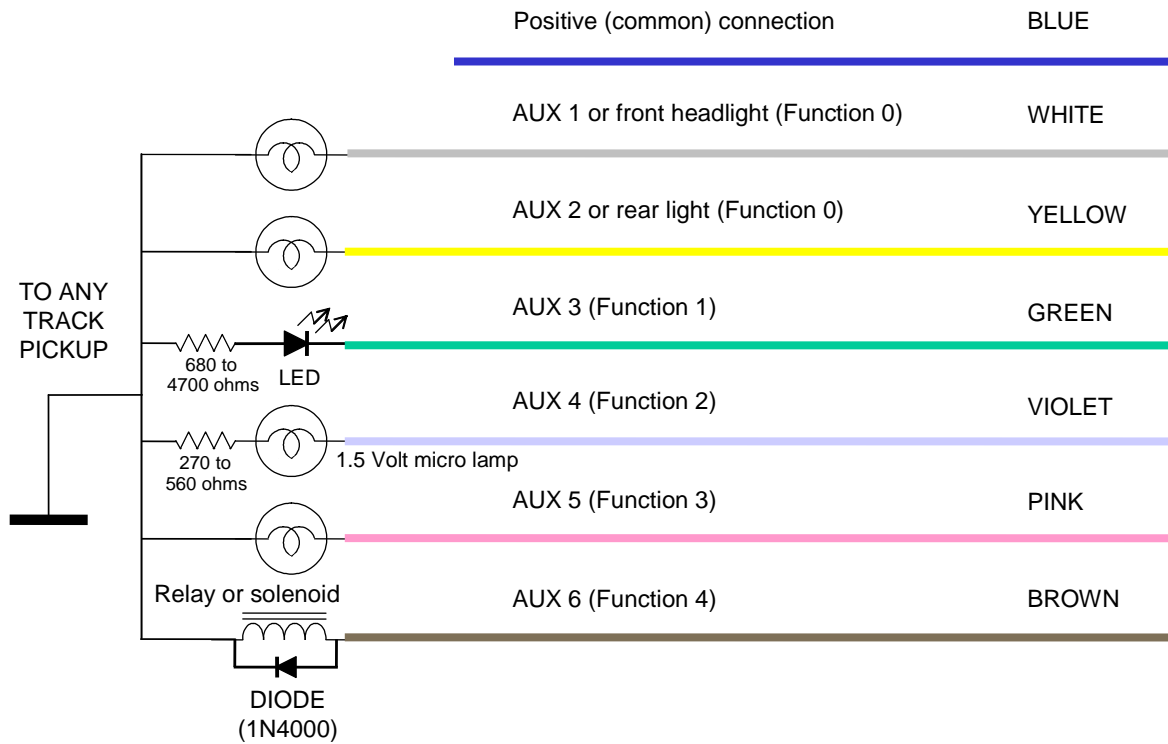 Positive (common) connection BLUE
AUX 1 or front headlight (Function 0) WHITE
AUX 2 or rear light (Function 0) YELLOW
TO ANY
TRACK
PICKUP
AUX 3 (Function 1) GREEN
680 to
4700 ohms
LED
AUX 4 (Function 2) VIOLET
270 to
560 ohms
1.5 Volt micro lamp
AUX 5 (Function 3) PINK
Relay or solenoid
AUX 6 (Function 4) BROWN
DIODE
(1N4000)